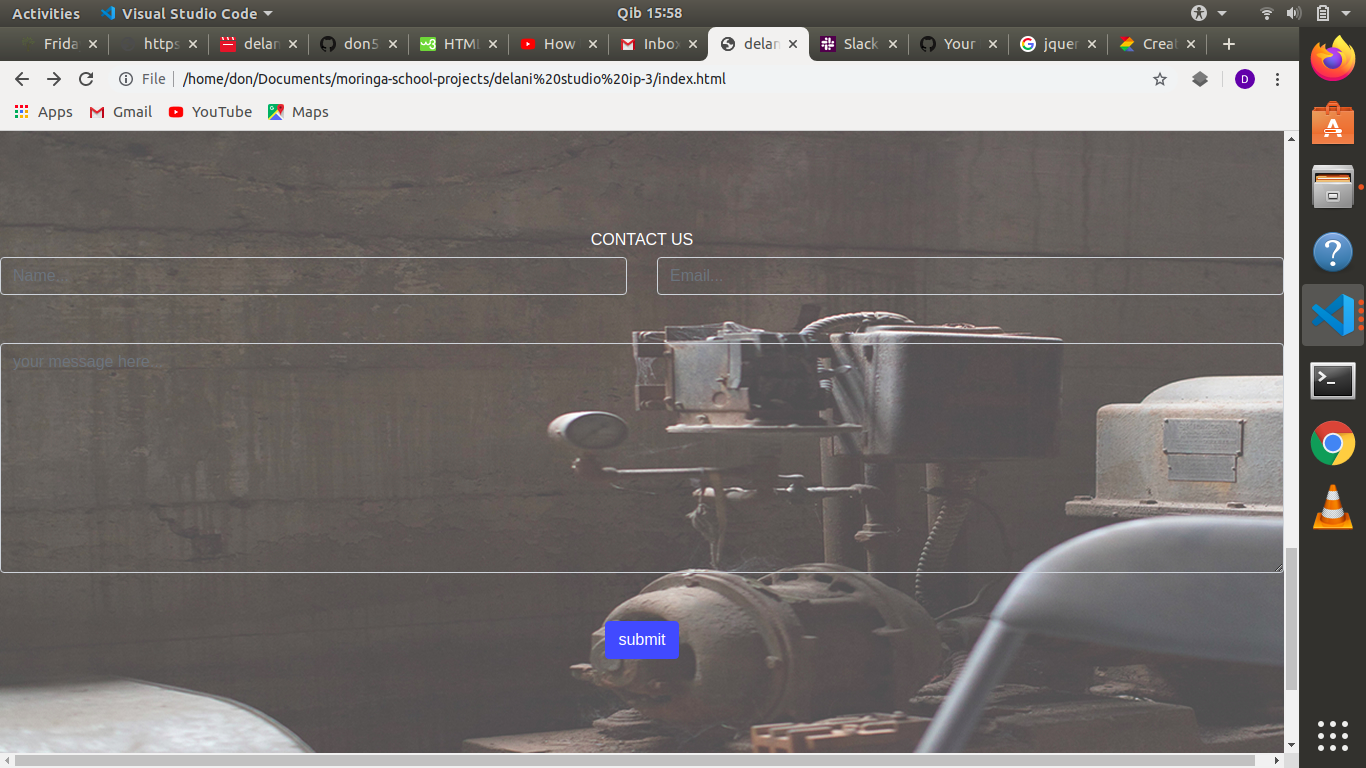 Activities Visual Studio Code Qib 15:58
Frida https delan don5 HTML How Inbox delan Slack Your jquer Creat
File /home/don/Documents/moringa-school-projects/delani%20studio%20ip-3/index.html D
Apps Gmail YouTube Maps
CONTACT US
Name... Email...
your message here...
submit